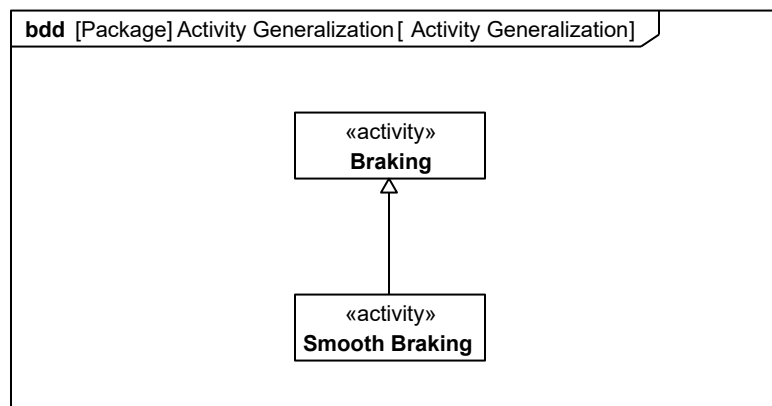 bdd [Package] Activity Generalization[ Activity Generalization]
«activity»
Braking
«activity»
Smooth Braking